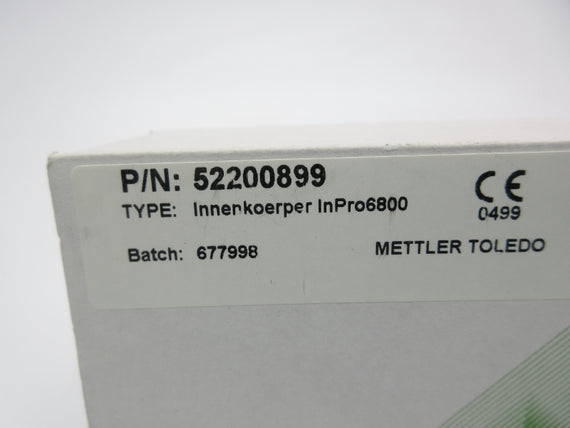 P/N: 52200899
TYPE: Innenkoerper InPro6800
CE
0499
Batch: 677998
METTLER TOLEDO